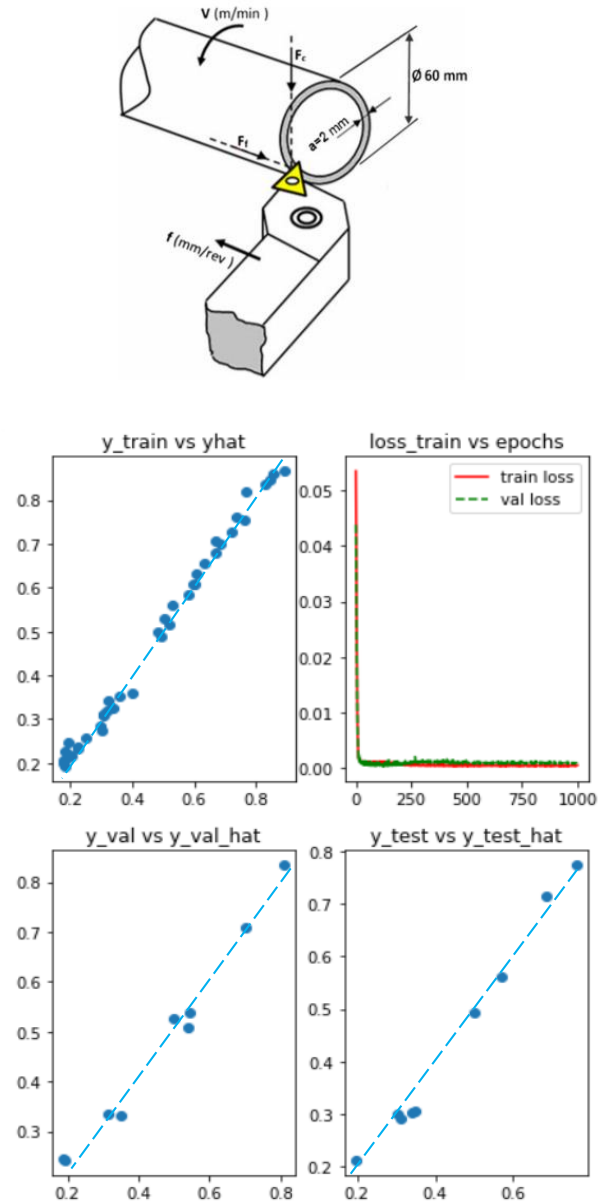 V (m/min )
Fc
Ø 60 mm
a=2 mm
Ff
f (mm/rev )
y_train vs yhat
0.8
0.7
0.6
0.5
0.4
0.3
0.2
0.2 0.4 0.6 0.8
loss_train vs epochs
train loss
val loss
0.05
0.04
0.03
0.02
0.01
0.00
0 250 500 750 1000
y_val vs y_val_hat
0.8
0.7
0.6
0.5
0.4
0.3
0.2 0.4 0.6 0.8
y_test vs y_test_hat
0.8
0.7
0.6
0.5
0.4
0.3
0.2
0.2 0.4 0.6